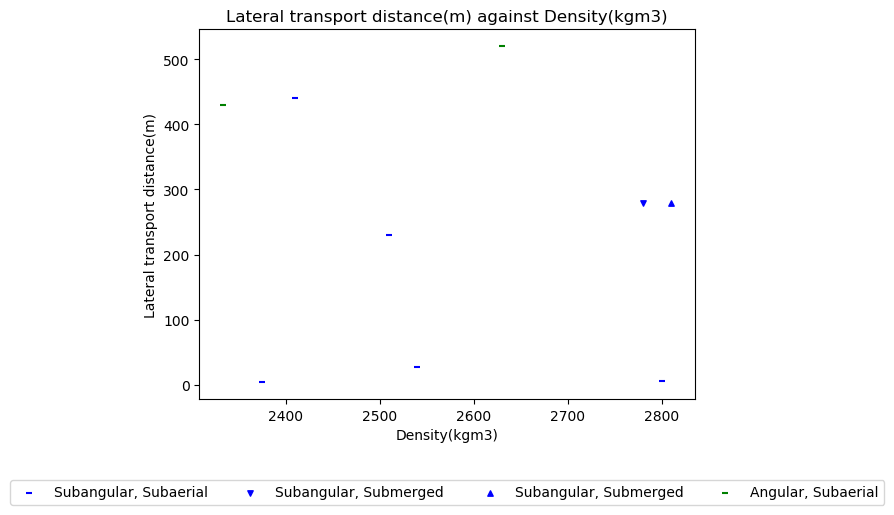 Lateral transport distance(m) against Density(kgm3)
Lateral transport distance(m)
500
400
300
200
100
0
2400 2500 2600 2700 2800
Density(kgm3)
Subangular, Subaerial Subangular, Submerged Subangular, Submerged Angular, Subaerial